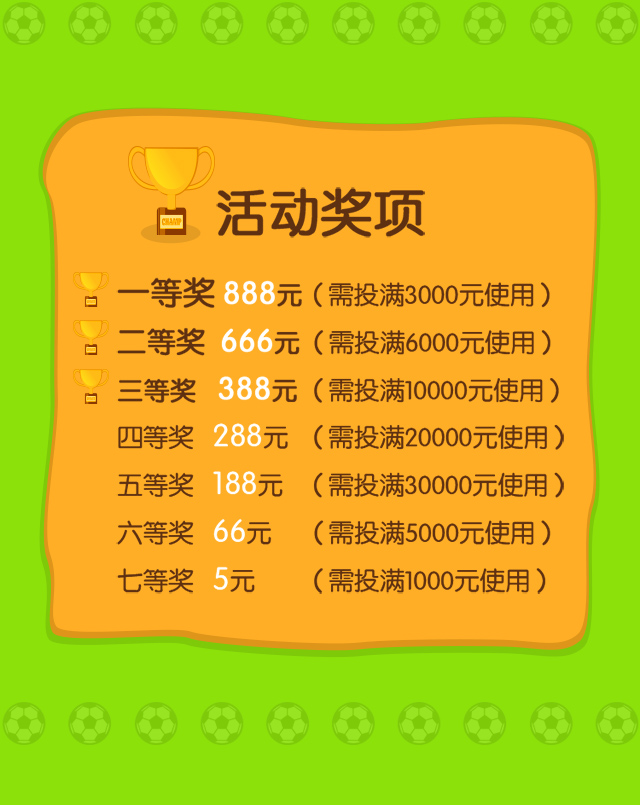 CHAMP
活动奖项
一等奖 888元（需投满3000元使用）
二等奖 666元（需投满6000元使用）
三等奖 388元（需投满10000元使用）
四等奖 288元（需投满20000元使用）
五等奖 188元（需投满30000元使用）
六等奖 66元（需投满5000元使用）
七等奖 5元（需投满1000元使用）